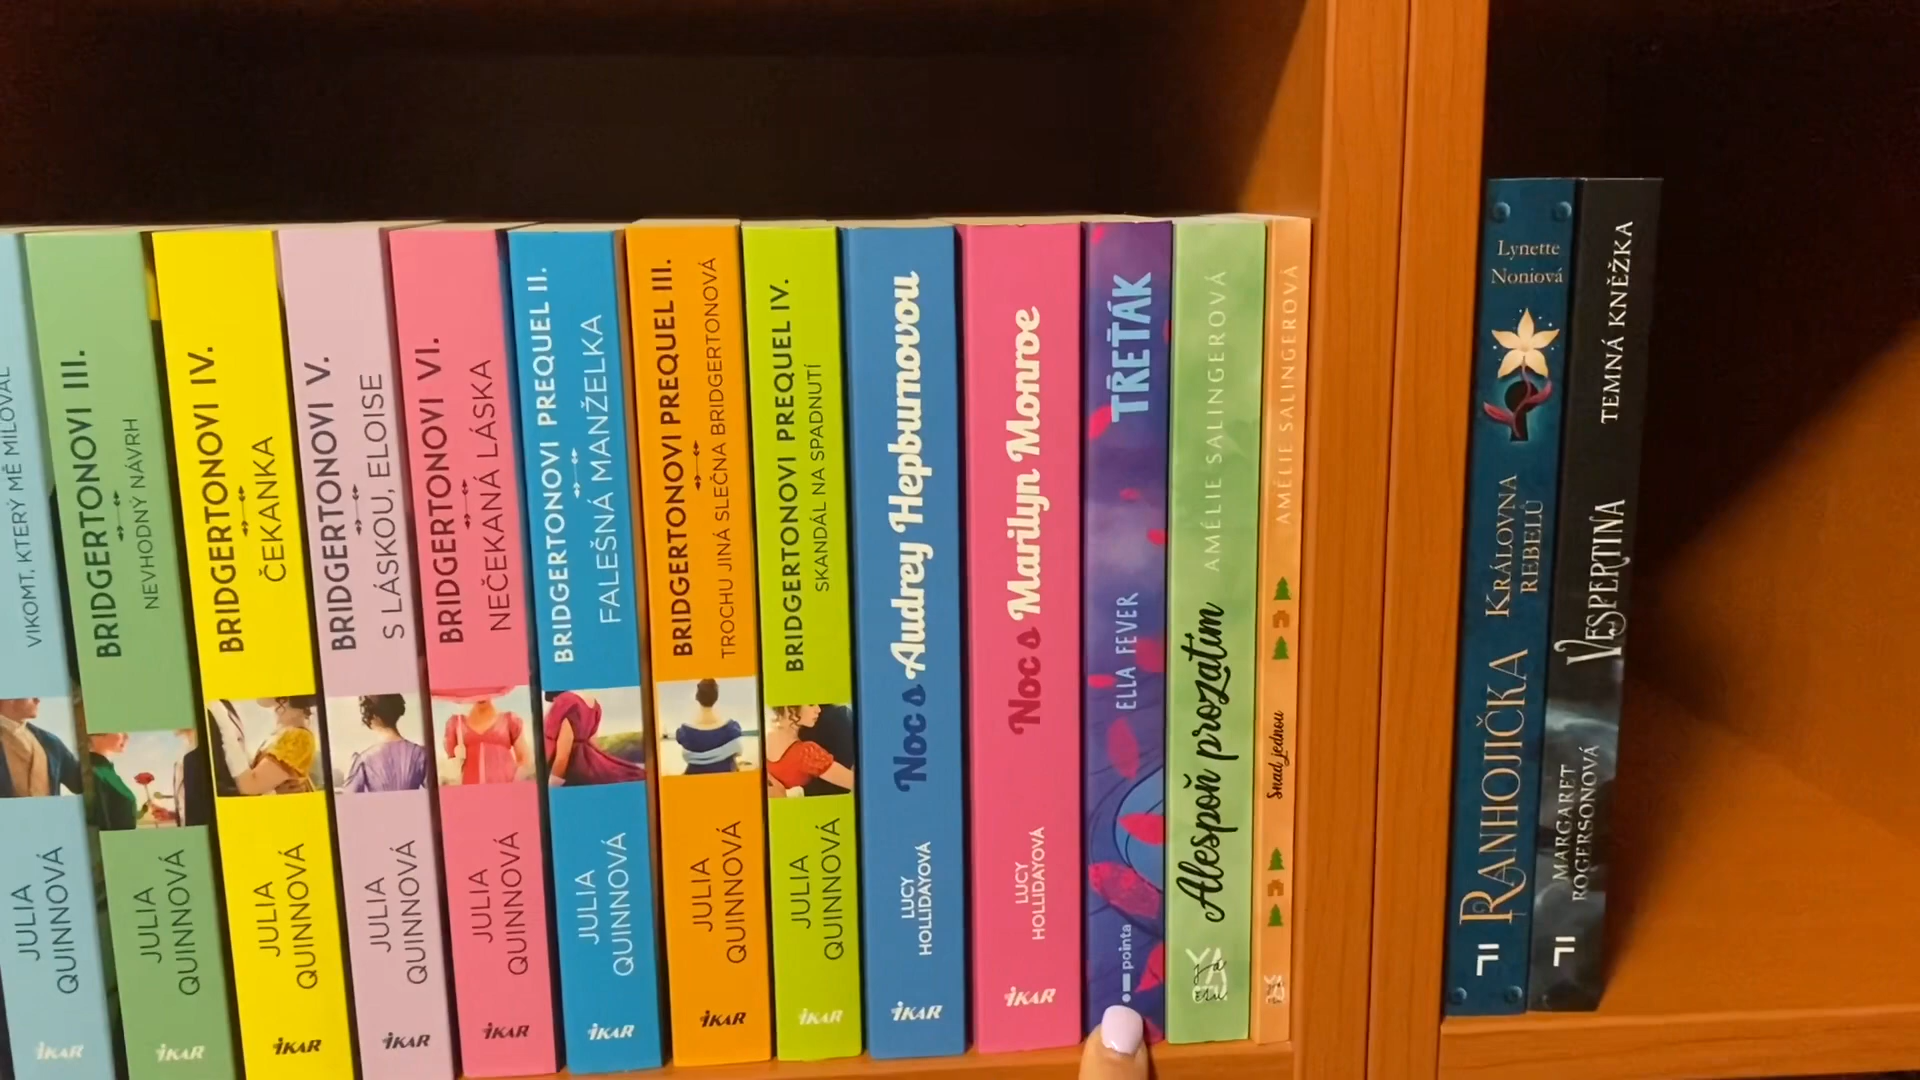 VIKOMT, KTERÝ MĚ MILOVAL
JULIA
QUINNOVÁ
iKAR
BRIDGERTONOVI III.
NEVHODNÝ NÁVRH
JULIA
QUINNOVÁ
iKAR
BRIDGERTONOVI IV.
ČEKANKA
JULIA
QUINNOVÁ
iKAR
BRIDGERTONOVI V.
S LÁSKOU, ELOISE
JULIA
QUINNOVÁ
iKAR
BRIDGERTONOVI VI.
NEČEKANÁ LÁSKA
JULIA
QUINNOVÁ
iKAR
BRIDGERTONOVI PREQUEL II.
FALEŠNÁ MANŽELKA
JULIA
QUINNOVÁ
iKAR
BRIDGERTONOVI PREQUEL III.
TROCHU JINÁ SLEČNA BRIDGERTONOVÁ
JULIA
QUINNOVÁ
iKAR
BRIDGERTONOVI PREQUEL IV.
SKANDÁL NA SPADNUTÍ
JULIA
QUINNOVÁ
iKAR
Noc s Audrey Hepburnovou
LUCY
HOLLIDAYOVÁ
iKAR
Noc s Marilyn Monroe
LUCY
HOLLIDAYOVÁ
iKAR
TŘEŤÁK
ELLA FEVER
pointa
AMÉLIE SALINGEROVÁ
Alespoň prozatím
AMÉLIE SALINGEROVÁ
Snad jednou
Lynette
Noniová
KRÁLOVNA
REBELŮ
RANHOJIČKA
TEMNÁ KNĚŽKA
VESPERTINA
MARGARET
ROGERSONOVÁ